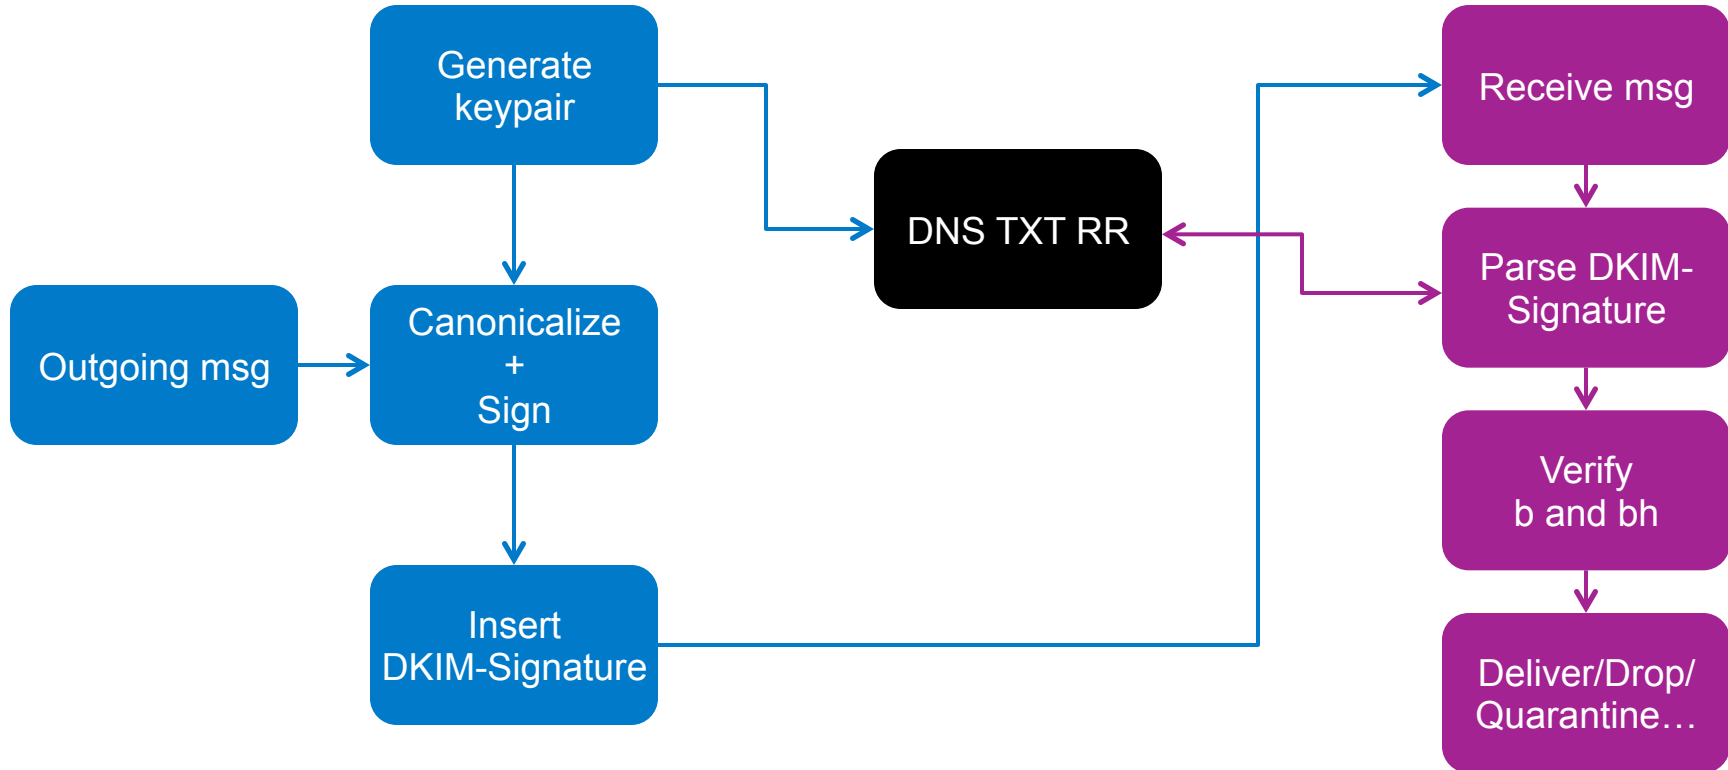 Generate
keypair
Outgoing msg
Canonicalize
+
Sign
Insert
DKIM-Signature
DNS TXT RR
Receive msg
Parse DKIM-
Signature
Verify
b and bh
Deliver/Drop/
Quarantine…